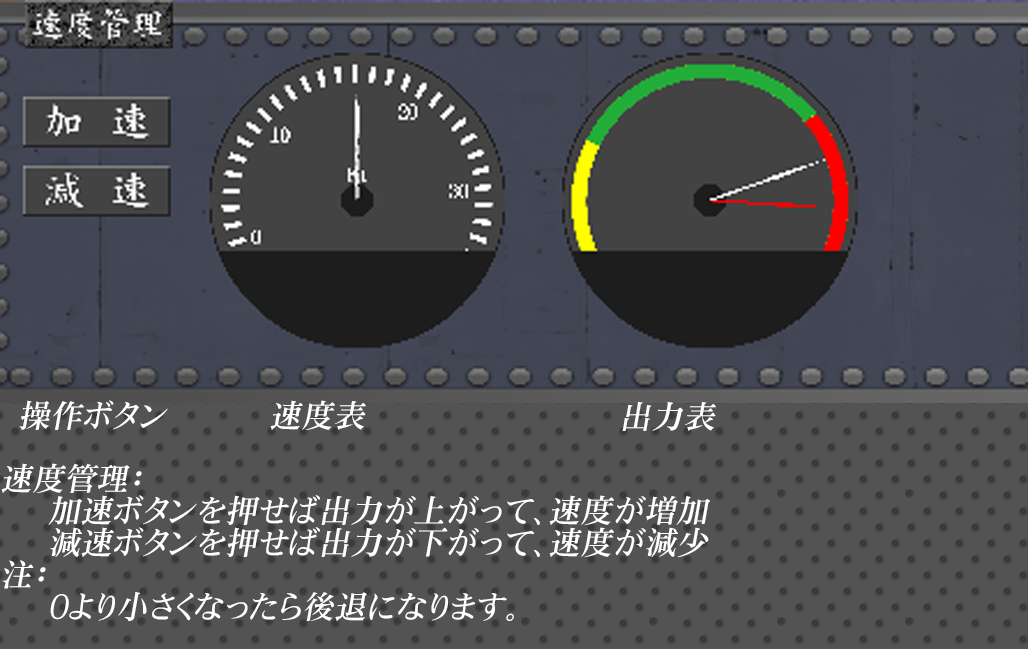 速度管理
加 速
減 速
0
10
20
30
Kt
操作ボタン 速度表 出力表
速度管理：
加速ボタンを押せば出力が上がって、速度が増加
減速ボタンを押せば出力が下がって、速度が減少
注：
0より小さくなったら後退になります。